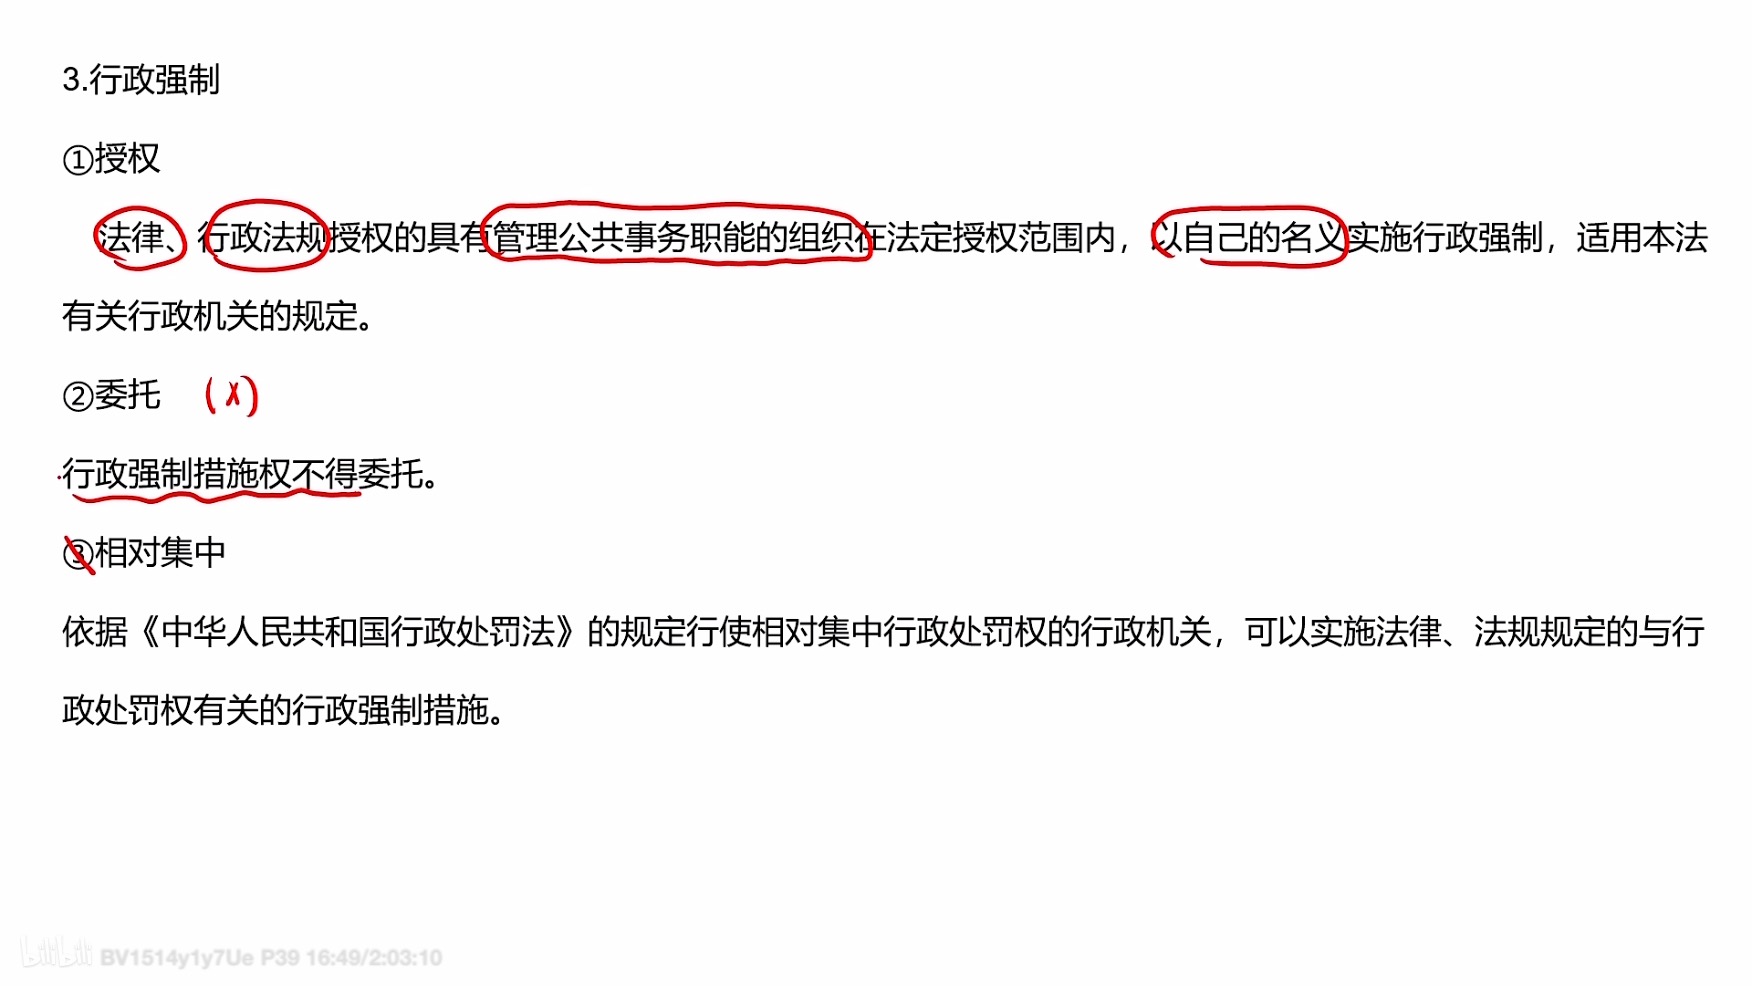 3.行政强制
①授权
法律、行政法规授权的具有管理公共事务职能的组织在法定授权范围内，以自己的名义实施行政强制，适用本法
有关行政机关的规定。
②委托 (X)
行政强制措施权不得委托。
③相对集中
依据《中华人民共和国行政处罚法》的规定行使相对集中行政处罚权的行政机关，可以实施法律、法规规定的与行
政处罚权有关的行政强制措施。
bilibili BV1514y1y7Ue P39 16:49/2:03:10